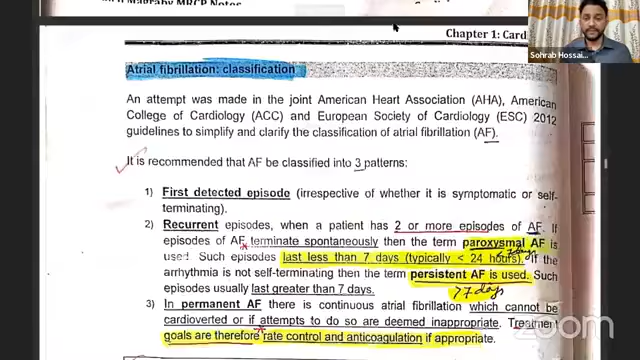 Magraby MRCP Notes
Chapter 1: Card
Sohrab Hossai...
Atrial fibrillation: classification
An attempt was made in the joint American Heart Association (AHA), American
College of Cardiology (ACC) and European Society of Cardiology (ESC) 2012
guidelines to simplify and clarify the classification of atrial fibrillation (AF).
It is recommended that AF be classified into 3 patterns:
1) First detected episode (irrespective of whether it is symptomatic or self-
terminating).
2) Recurrent episodes, when a patient has 2 or more episodes of AF. If
episodes of AF terminate spontaneously then the term paroxysmal AF is
used. Such episodes last less than 7 days (typically < 24 hours). If the
arrhythmia is not self-terminating then the term persistent AF is used. Such
episodes usually last greater than 7 days.
>7 days
3) In permanent AF there is continuous atrial fibrillation which cannot be
cardioverted or if attempts to do so are deemed inappropriate. Treatment
goals are therefore rate control and anticoagulation if appropriate.
zoom